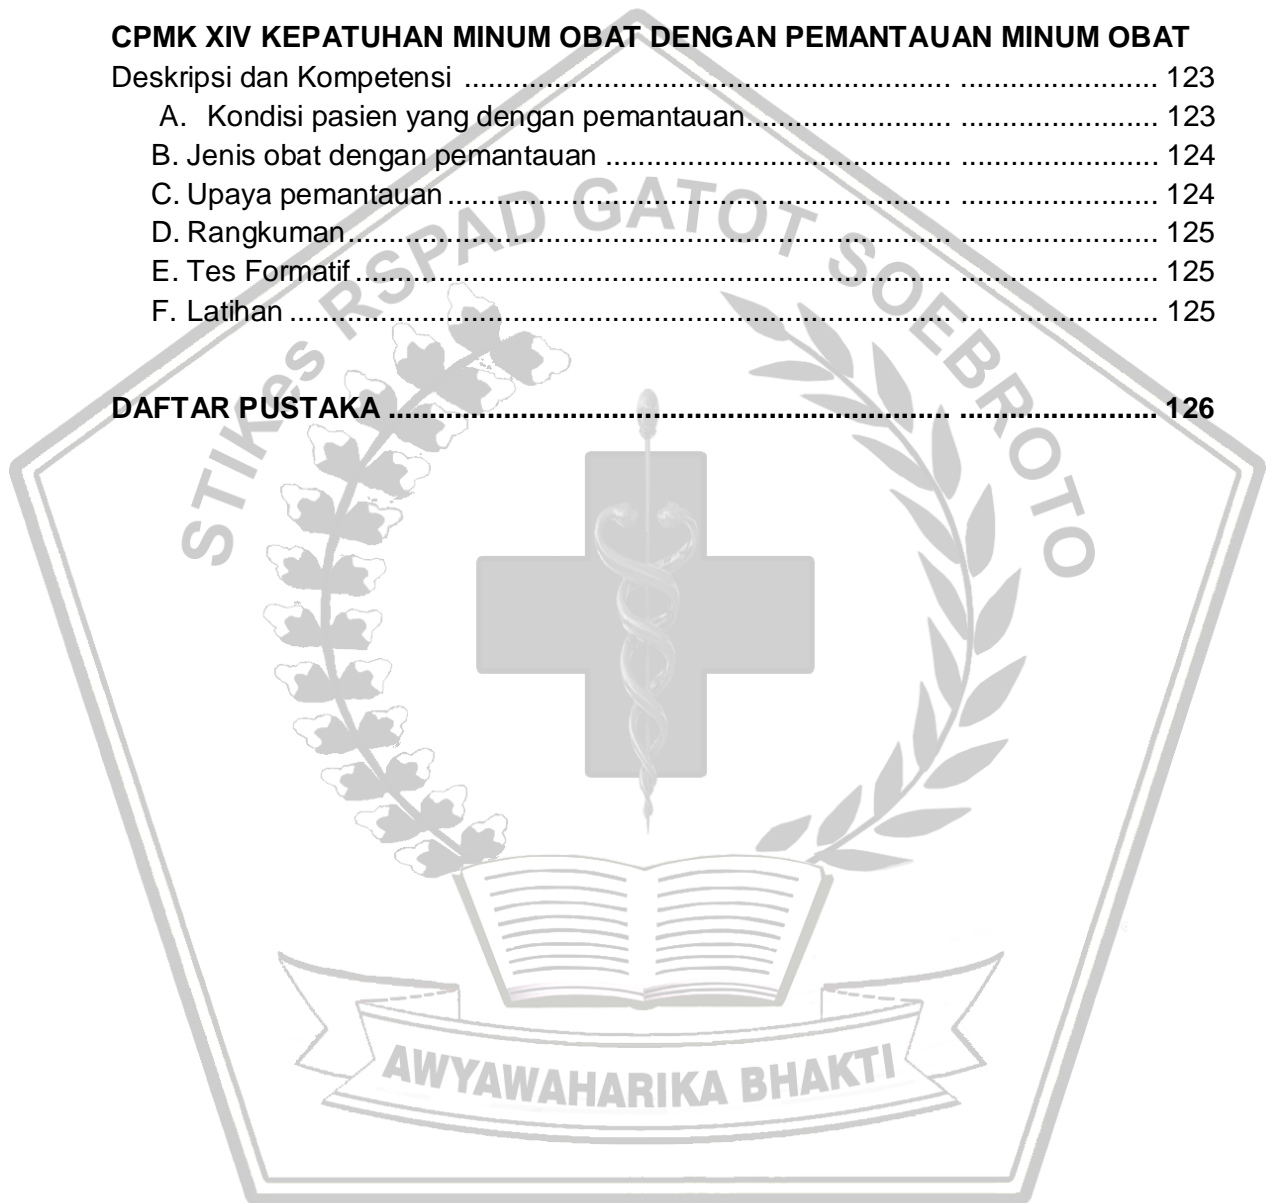 CPMK XIV KEPATUHAN MINUM OBAT DENGAN PEMANTAUAN MINUM OBAT
Deskripsi dan Kompetensi ........................................................... ........................ 123
A. Kondisi pasien yang dengan pemantauan......................... ........................ 123
B. Jenis obat dengan pemantauan .......................................... ........................ 124
C. Upaya pemantauan ............................................................. ........................ 124
D. Rangkuman......................................................................... ........................ 125
E. Tes Formatif ........................................................................ ........................ 125
F. Latihan ................................................................................ ........................ 125
DAFTAR PUSTAKA .................................................................... ........................ 126
STIKes RSPAD GATOT SOEBROTO
AWYAWAHARIKA BHAKTI